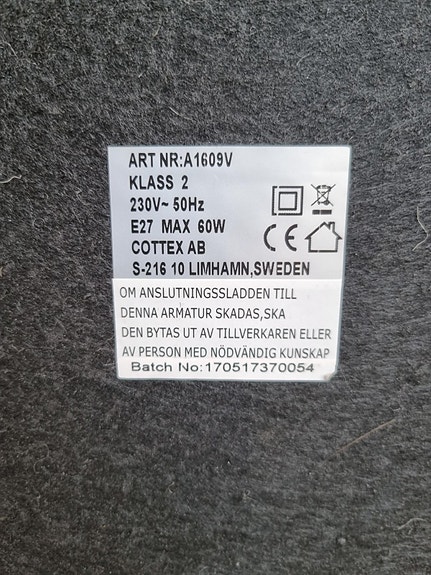 ART NR:A1609V
KLASS 2
230V~ 50Hz
E27 MAX 60W
COTTEX AB
CE
S-216 10 LIMHAMN,SWEDEN
OM ANSLUTNINGSSLADDEN TILL
DENNA ARMATUR SKADAS,SKA
DEN BYTAS UT AV TILLVERKAREN ELLER
AV PERSON MED NÖDVÄNDIG KUNSKAP
Batch No:170517370054